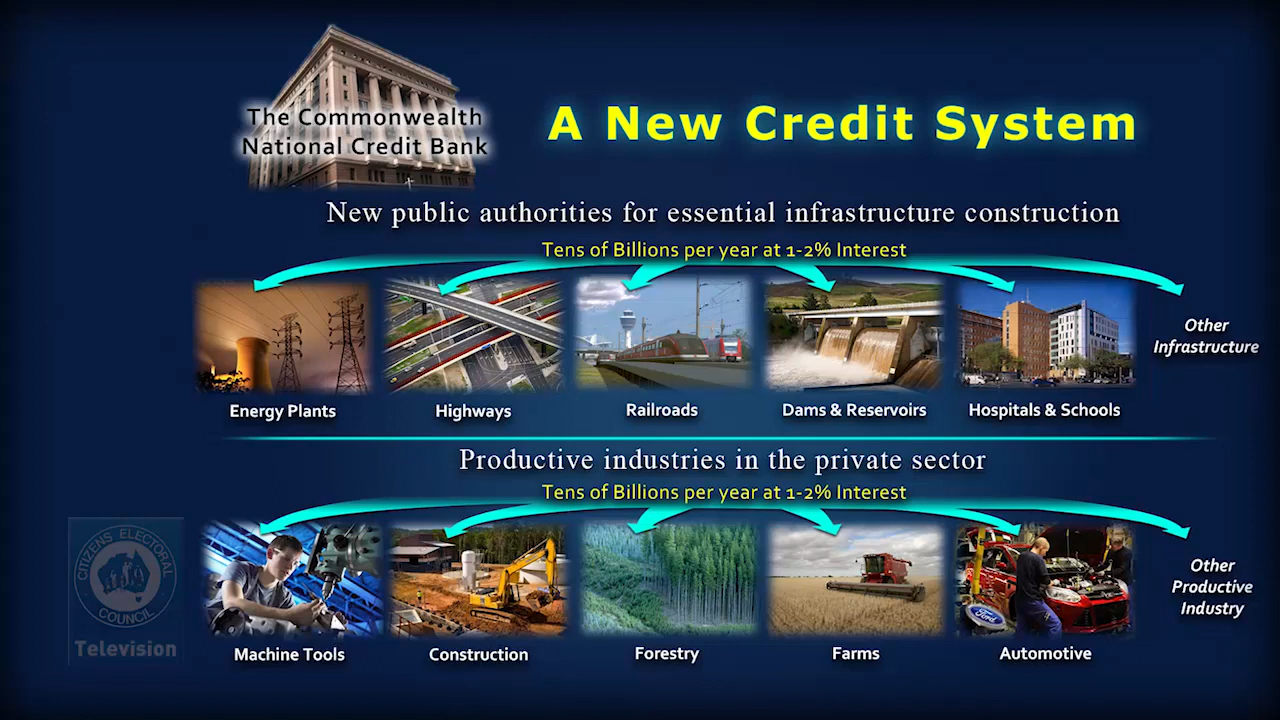 The Commonwealth
National Credit Bank
A New Credit System
New public authorities for essential infrastructure construction
Tens of Billions per year at 1-2% Interest
Other
Infrastructure
Energy Plants
Highways
Railroads
Dams & Reservoirs
Hospitals & Schools
Productive industries in the private sector
Tens of Billions per year at 1-2% Interest
CITIZENS ELECTORAL
COUNCIL
Television
Ford
Other
Productive
Industry
Machine Tools
Construction
Forestry
Farms
Automotive